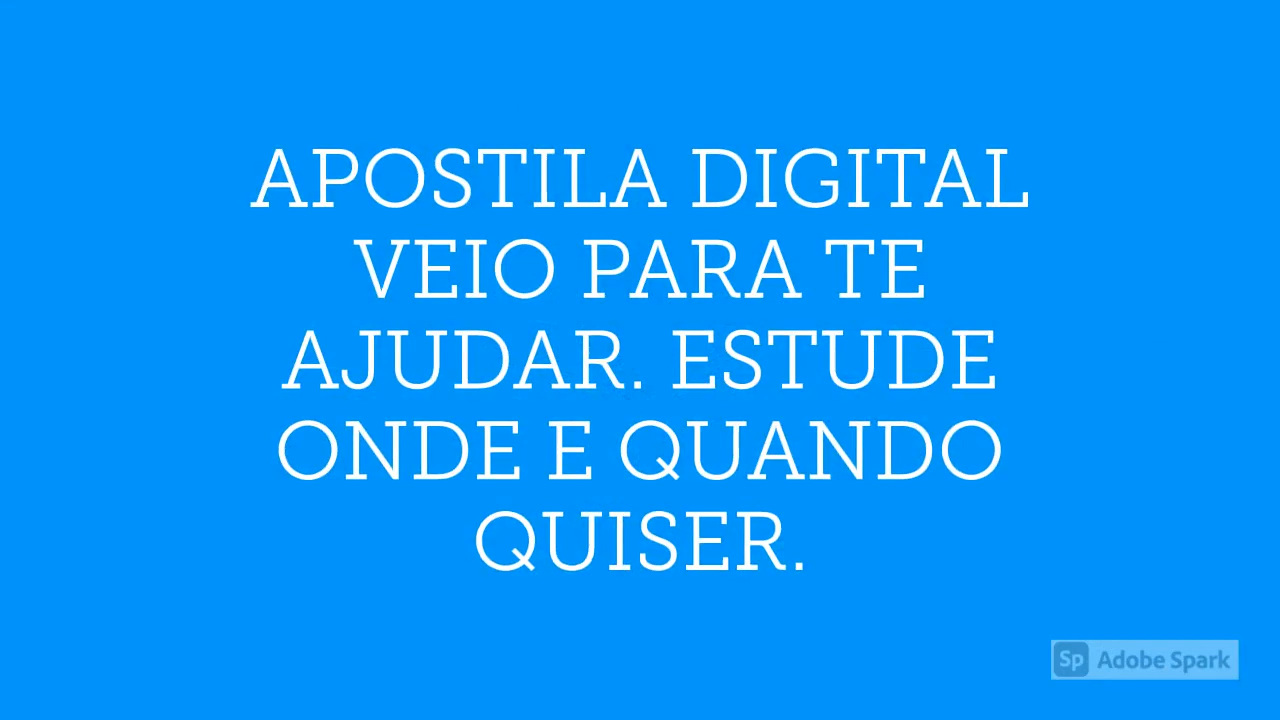 APOSTILA DIGITAL
VEIO PARA TE
AJUDAR. ESTUDE
ONDE E QUANDO
QUISER.
Sp Adobe Spark